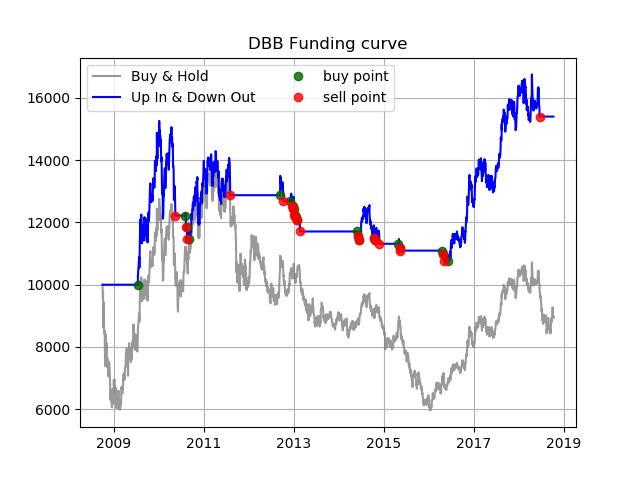 DBB Funding curve
Buy & Hold
Up In & Down Out
buy point
sell point
16000
14000
12000
10000
8000
6000
2009 2011 2013 2015 2017 2019